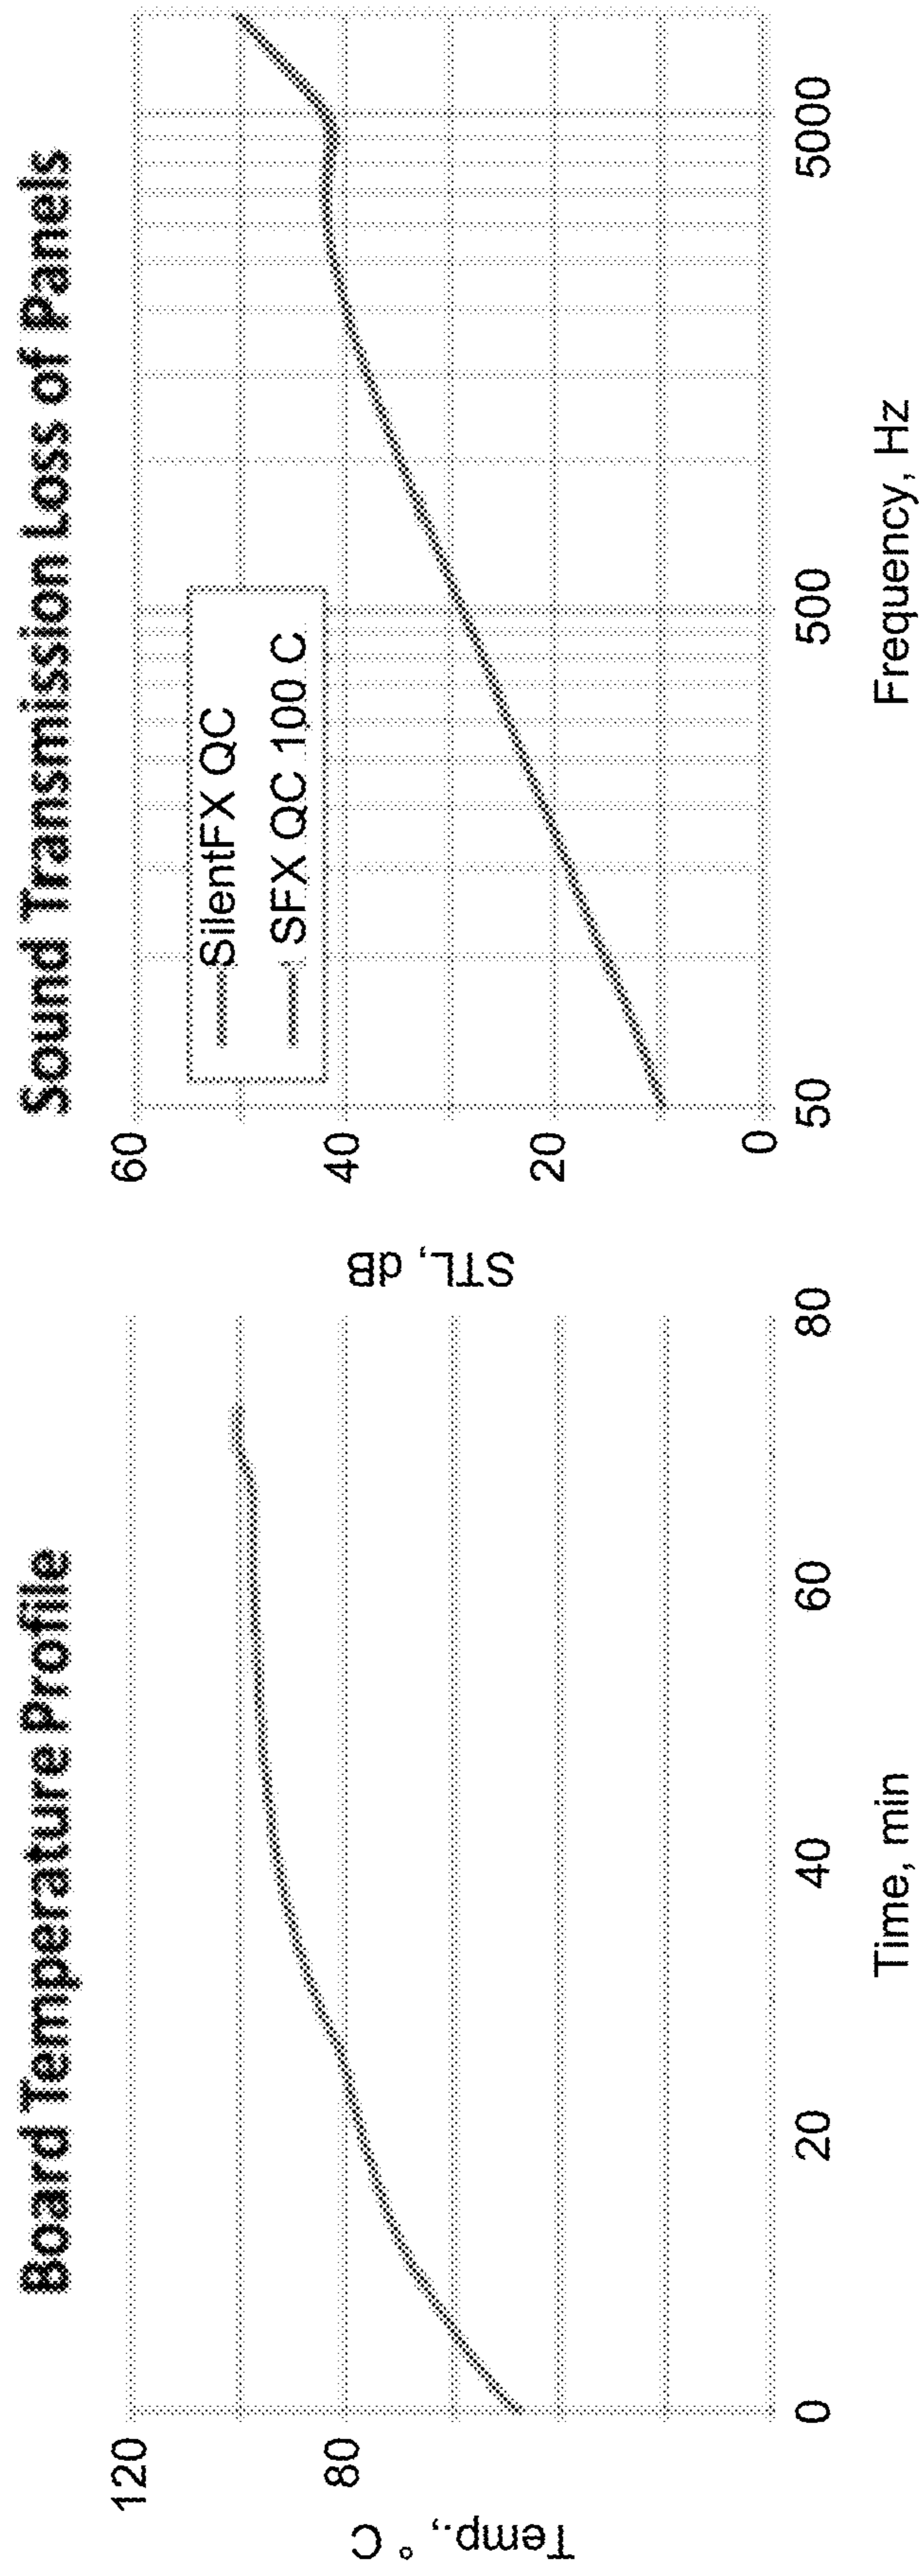 Board Temperature Profile
120
80
Temp., ° C
0
20
40
60
80
Time, min
Sound Transmission Loss of Panels
60
40
20
0
STL, dB
SilentFX QC
SFX QC 100 C
50
500
5000
Frequency, Hz